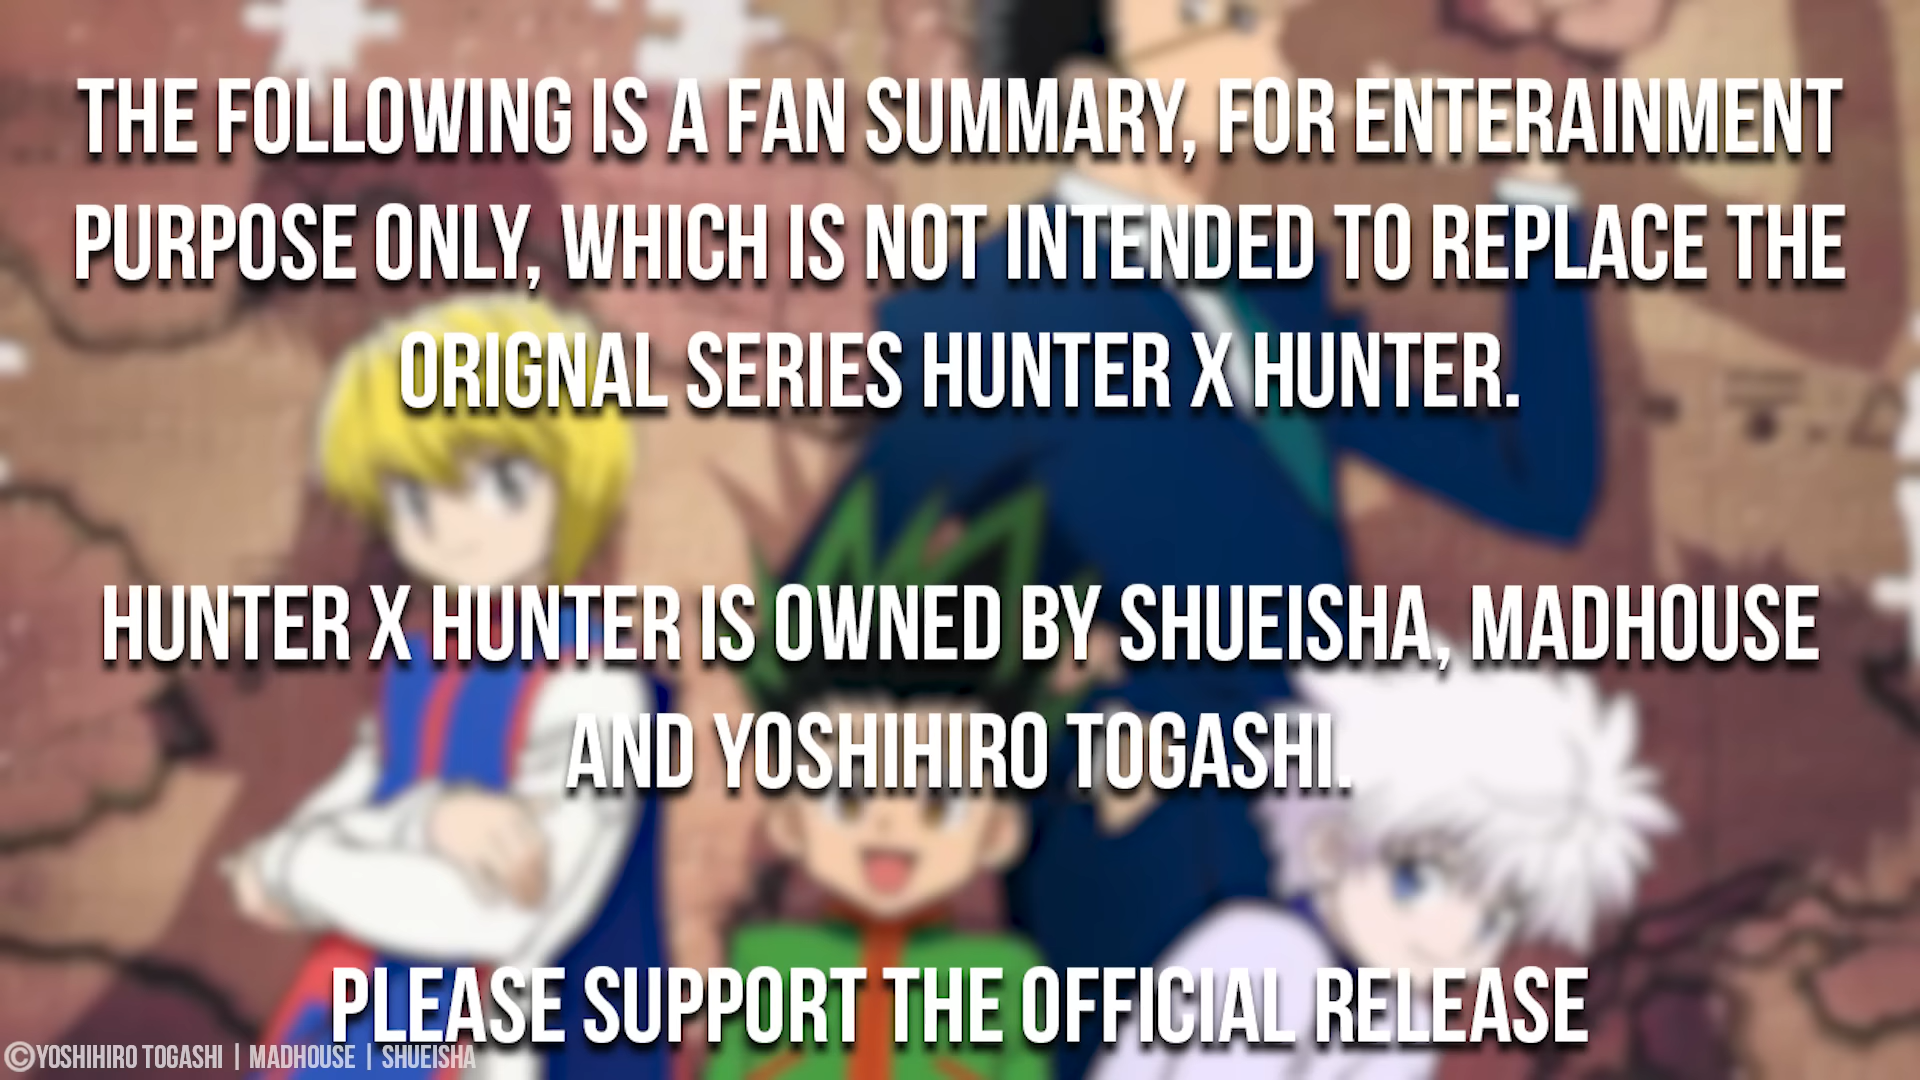 THE FOLLOWING IS A FAN SUMMARY, FOR ENTERAINMENT
PURPOSE ONLY, WHICH IS NOT INTENDED TO REPLACE THE
ORIGNAL SERIES HUNTER X HUNTER.
HUNTER X HUNTER IS OWNED BY SHUEISHA, MADHOUSE
AND YOSHIHIRO TOGASHI.
PLEASE SUPPORT THE OFFICIAL RELEASE
©YOSHIHIRO TOGASHI | MADHOUSE | SHUEISHA